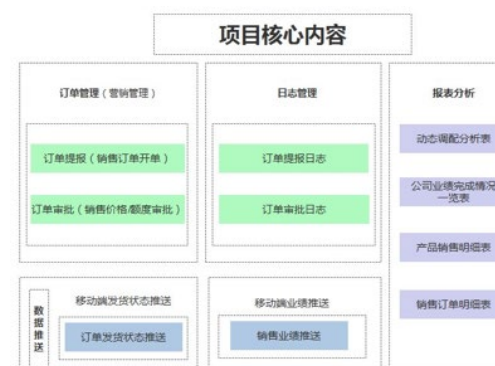 项目核心内容
订单管理（营销管理）
订单提报（销售订单开单）
订单审批（销售价格/额度审批）
日志管理
订单提报日志
订单审批日志
报表分析
动态调配分析表
公司业绩完成情况
一览表
产品销售明细表
销售订单明细表
数据推送
移动端发货状态推送
订单发货状态推送
移动端业绩推送
销售业绩推送